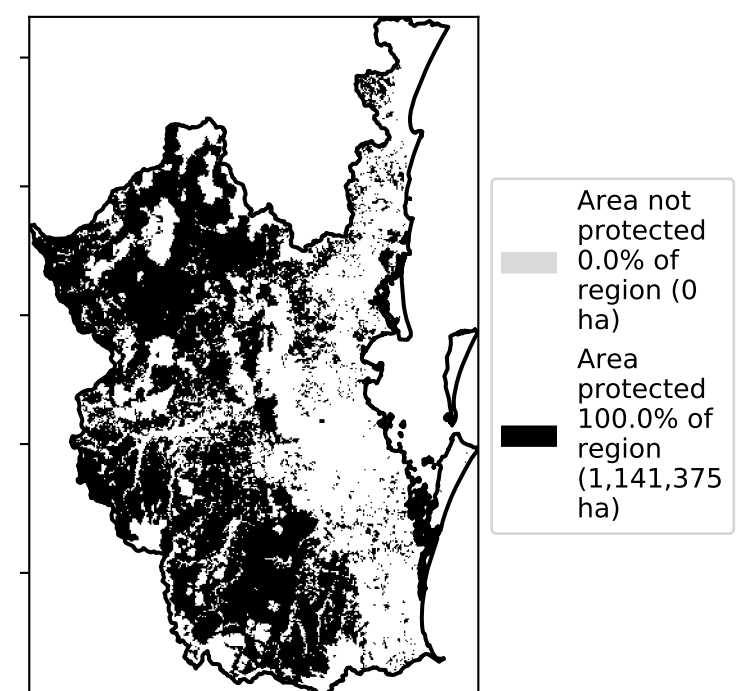 Area not
protected
0.0% of
region (0
ha)
Area
protected
100.0% of
region
(1,141,375
ha)